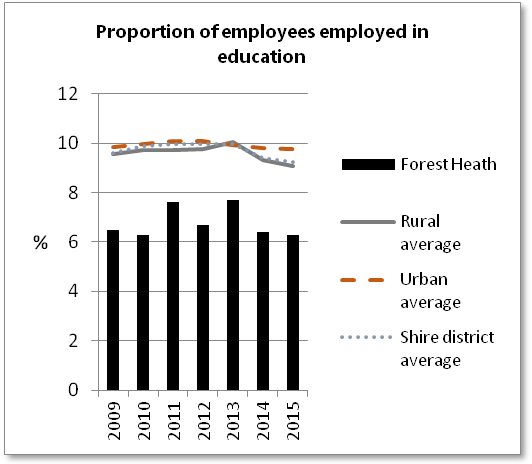 Proportion of employees employed in
education
12
10
8
6
4
2
0
%
2009
2010
2011
2012
2013
2014
2015
Forest Heath
Rural
average
Urban
average
Shire district
average